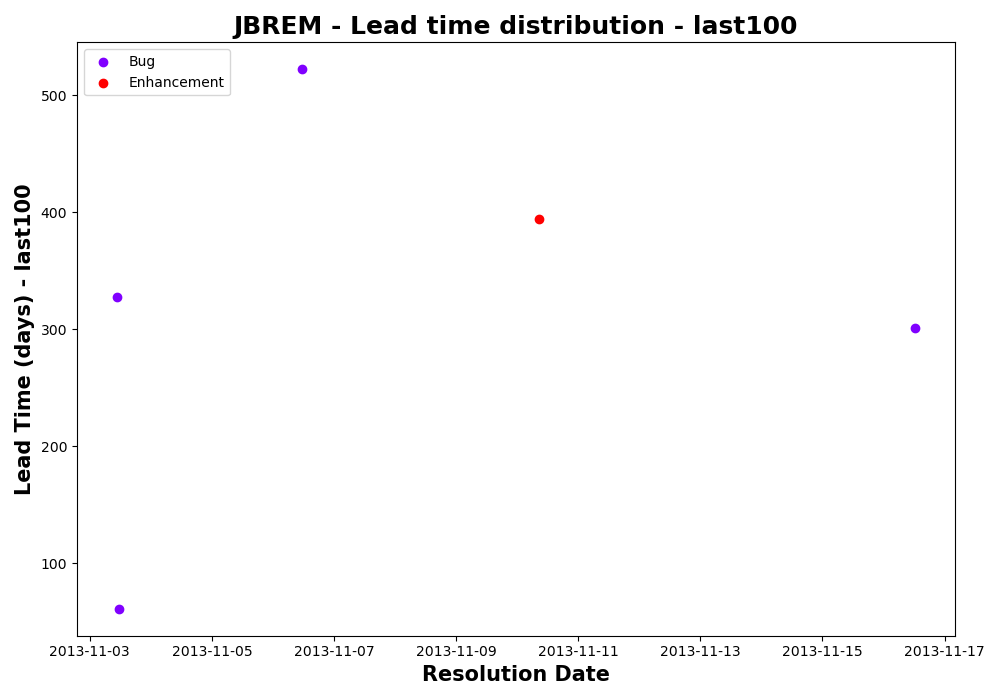 JBREM - Lead time distribution - last100
Bug
Enhancement
Lead Time (days) - last100
500
400
300
200
100
2013-11-03 2013-11-05 2013-11-07 2013-11-09 2013-11-11 2013-11-13 2013-11-15 2013-11-17
Resolution Date